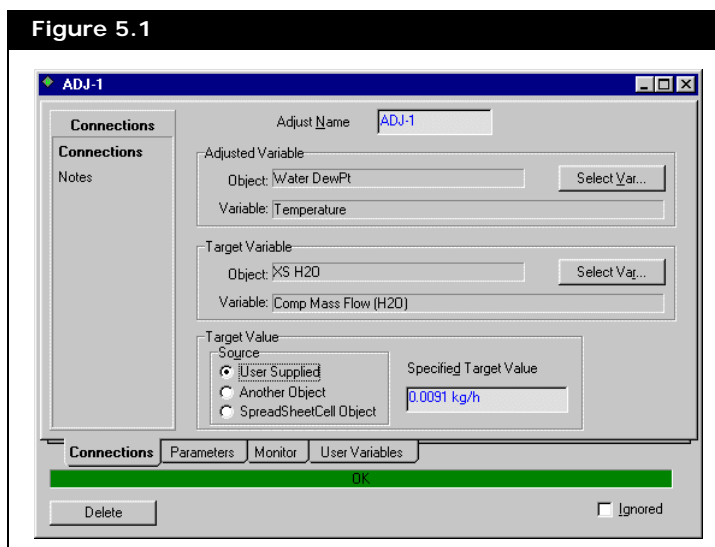 Figure 5.1
ADJ-1
Connections
Connections
Notes
Adjust Name
ADJ-1
Adjusted Variable
Object:
Water DewPt
Select Var...
Variable:
Temperature
Target Variable
Object:
XS H2O
Select Var...
Variable:
Comp Mass Flow (H2O)
Target Value
Source
User Supplied
Another Object
SpreadSheetCell Object
Specified Target Value
0.0091 kg/h
Connections
Parameters
Monitor
User Variables
OK
Delete
Ignored